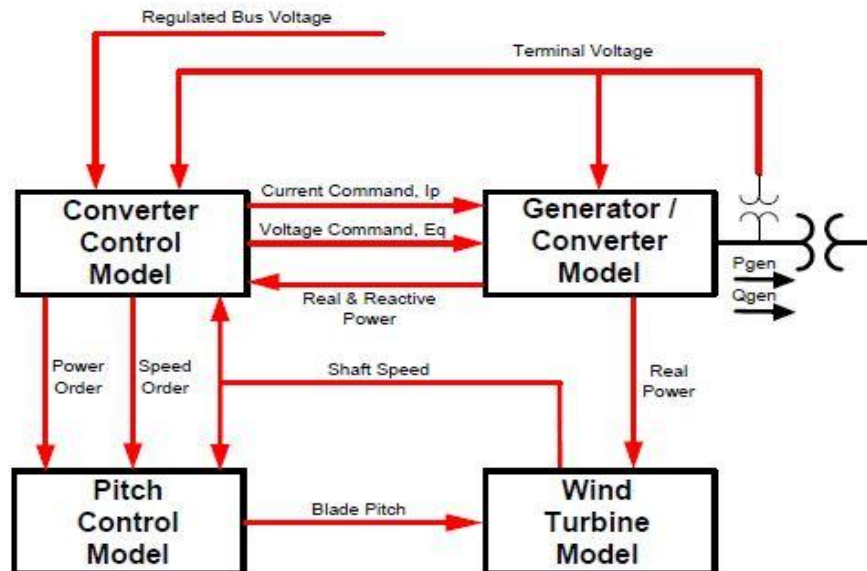 Regulated Bus Voltage
Terminal Voltage
Converter
Control
Model
Current Command, Ip
Voltage Command, Eq
Real & Reactive
Power
Generator /
Converter
Model
Pgen
Qgen
Power
Order
Speed
Order
Shaft Speed
Real
Power
Pitch
Control
Model
Blade Pitch
Wind
Turbine
Model